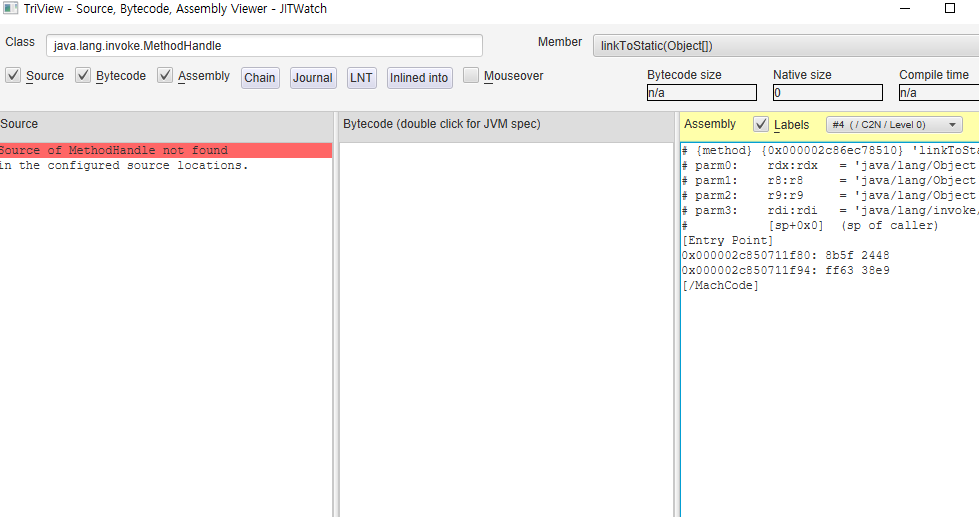 TriView - Source, Bytecode, Assembly Viewer - JITWatch
Class java.lang.invoke.MethodHandle Member linkToStatic(Object[])
Source Bytecode Assembly Chain Journal LNT Inlined into Mouseover
Bytecode size Native size Compile time
n/a 0 n/a
Source
Source of MethodHandle not found
in the configured source locations.
Bytecode (double click for JVM spec)
Assembly Labels #4 ( / C2N / Level 0)
# {method} {0x000002c86ec78510} 'linkToSta
# parm0: rdx:rdx = 'java/lang/Object
# parm1: r8:r8 = 'java/lang/Object
# parm2: r9:r9 = 'java/lang/Object
# parm3: rdi:rdi = 'java/lang/invoke/
# [sp+0x0] (sp of caller)
[Entry Point]
0x000002c850711f80: 8b5f 2448
0x000002c850711f94: ff63 38e9
[/MachCode]